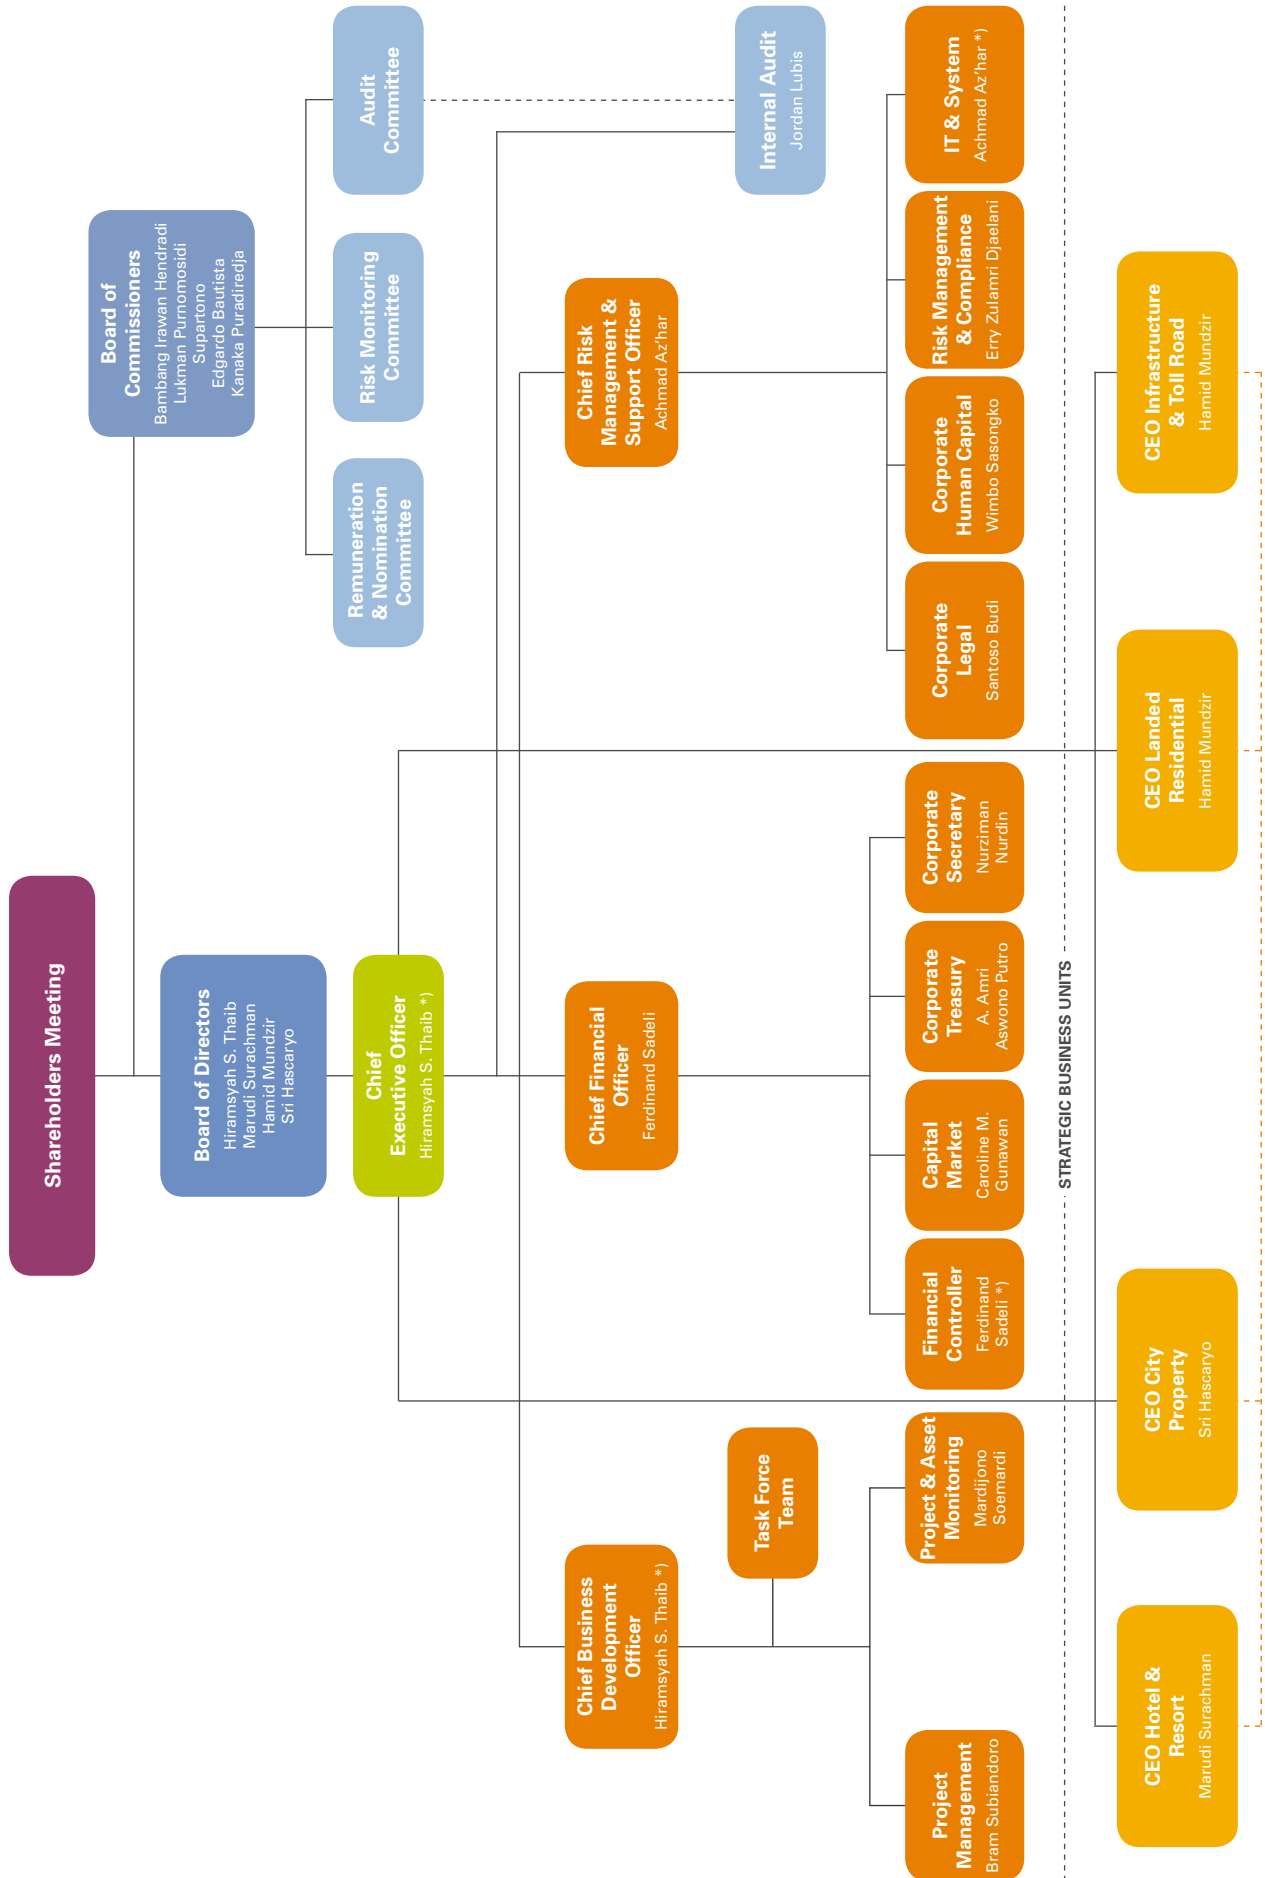 Shareholders Meeting
Board of
Commissioners
Bambang Irawan Hendradi
Lukman Purnomosidi
Supartono
Edgardo Bautista
Kanaka Puradiredja
Board of Directors
Hiramsyah S. Thaib
Marudi Surachman
Hamid Mundzir
Sri Hascaryo
Remuneration
& Nomination
Committee
Risk Monitoring
Committee
Audit
Committee
Chief
Executive Officer
Hiramsyah S. Thaib *)
Chief Business
Development
Officer
Hiramsyah S. Thaib *)
Chief Financial
Officer
Ferdinand Sadeli
Chief Risk
Management &
Support Officer
Achmad Az'har
Task Force
Team
Internal Audit
Jordan Lubis
Project
Management
Bram Subiandoro
Project & Asset
Monitoring
Mardijono
Soemardi
Financial
Controller
Ferdinand
Sadeli *)
Capital
Market
Caroline M.
Gunawan
Corporate
Treasury
A. Amri
Aswono Putro
Corporate
Secretary
Nurziman
Nurdin
Corporate
Legal
Santoso Budi
Corporate
Human Capital
Wimbo Sasongko
Risk Management
& Compliance
Erry Zulamri Djaelani
IT & System
Achmad Az'har *)
STRATEGIC BUSINESS UNITS
CEO Hotel &
Resort
Marudi Surachman
CEO City
Property
Sri Hascaryo
CEO Landed
Residential
Hamid Mundzir
CEO Infrastructure
& Toll Road
Hamid Mundzir